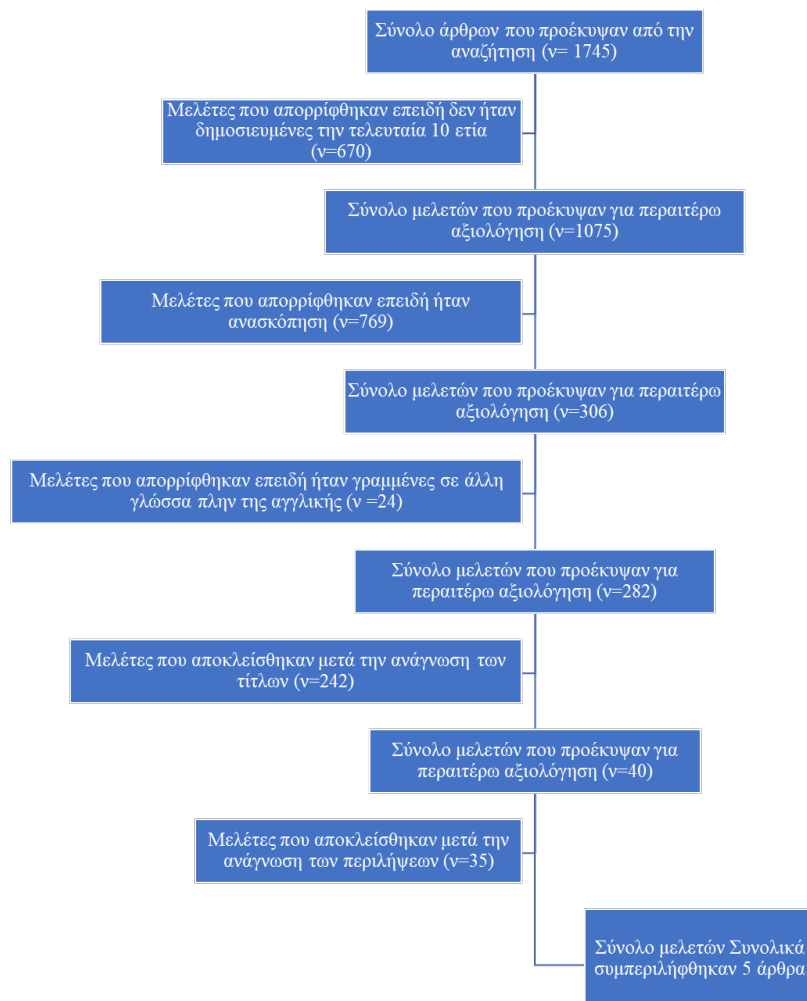 Σύνολο άρθρων που προέκυψαν από την
αναζήτηση (ν= 1745)
Μελέτες που απορρίφθηκαν επειδή δεν ήταν
δημοσιευμένες την τελευταία 10 ετία
(ν=670)
Σύνολο μελετών που προέκυψαν για περαιτέρω
αξιολόγηση (ν=1075)
Μελέτες που απορρίφθηκαν επειδή ήταν
ανασκόπηση (ν=769)
Σύνολο μελετών που προέκυψαν για περαιτέρω
αξιολόγηση (ν=306)
Μελέτες που απορρίφθηκαν επειδή ήταν γραμμένες σε άλλη
γλώσσα πλην της αγγλικής (ν =24)
Σύνολο μελετών που προέκυψαν για
περαιτέρω αξιολόγηση (ν=282)
Μελέτες που αποκλείσθηκαν μετά την ανάγνωση των
τίτλων (ν=242)
Σύνολο μελετών που προέκυψαν για
περαιτέρω αξιολόγηση (ν=40)
Μελέτες που αποκλείσθηκαν μετά την
ανάγνωση των περιλήψεων (ν=35)
Σύνολο μελετών Συνολικά
συμπεριλήφθηκαν 5 άρθρα